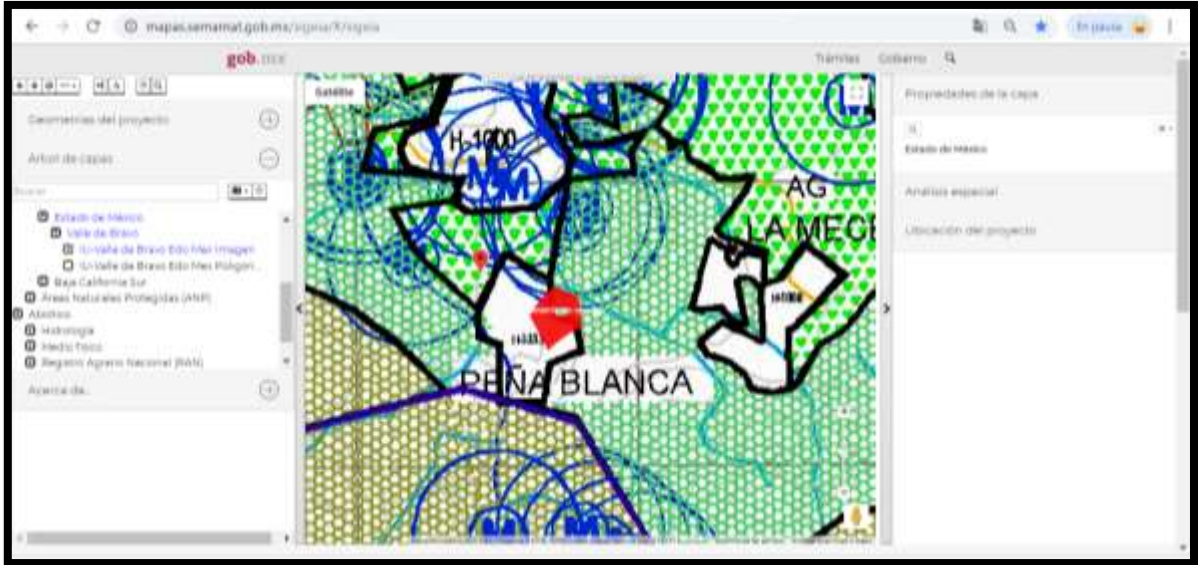 mapas.semarnat.gob.mx/sigeia/#/sigeia
En pausa
gob.mx
Trámites
Gobierno
Geometrías del proyecto
Árbol de capas
Buscar
Estado de México
Valle de Bravo
Baja California Sur
Áreas Naturales Protegidas (ANP)
Abiótico
Hidrología
Medio físico
Registro Agrario Nacional (RAN)
Acerca de...
Satélite
H-1000
MM
AG
LA MECE
PEÑA BLANCA
Propiedades de la capa
Estado de México
Análisis espacial
Ubicación del proyecto